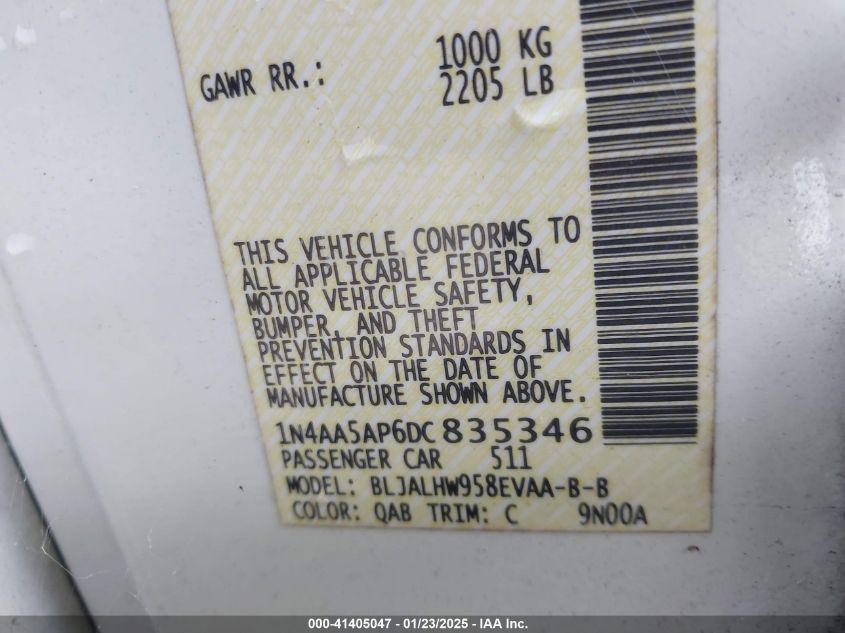 GAWR RR.: 1000 KG
2205 LB
THIS VEHICLE CONFORMS TO
ALL APPLICABLE FEDERAL
MOTOR VEHICLE SAFETY,
BUMPER, AND THEFT
PREVENTION STANDARDS IN
EFFECT ON THE DATE OF
MANUFACTURE SHOWN ABOVE.
1N4AA5AP6DC835346
PASSENGER CAR 511
MODEL: BLJALHW958EVAA-B-B
COLOR: QAB TRIM: C 9N00A
000-41405047 - 01/23/2025 - IAA Inc.